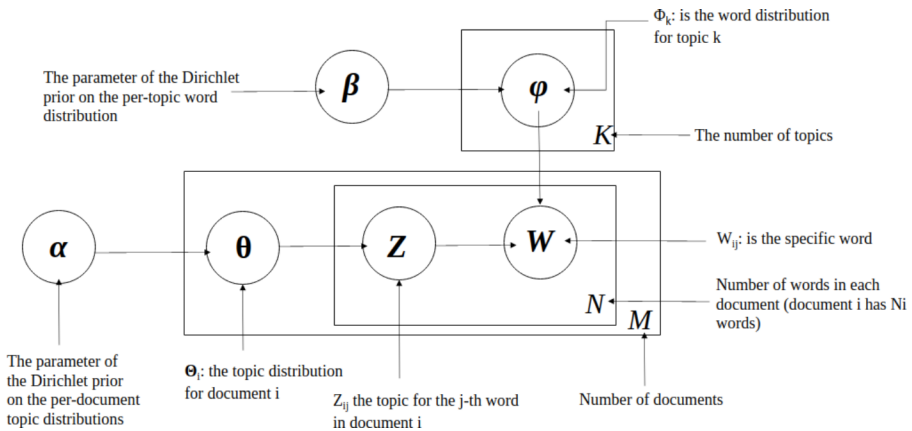 Φk: is the word distribution
for topic k
The parameter of the Dirichlet
prior on the per-topic word
distribution
β
φ
K
The number of topics
α
θ
Z
W
Wij: is the specific word
Number of words in each
document (document i has Ni
words)
N
M
The parameter of
the Dirichlet prior
on the per-document
topic distributions
Θi: the topic distribution
for document i
Zij the topic for the j-th word
in document i
Number of documents